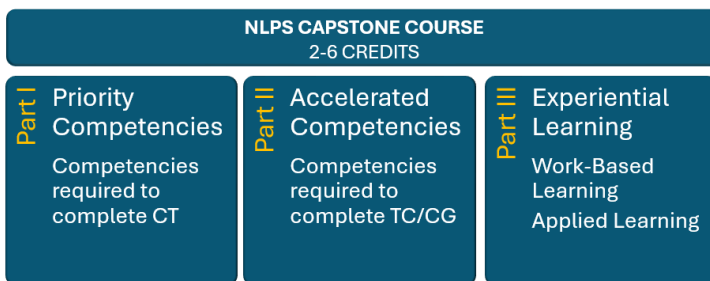 NLPS CAPSTONE COURSE
2-6 CREDITS
Part I
Priority
Competencies
Competencies
required to
complete CT
Part II
Accelerated
Competencies
Competencies
required to
complete TC/CG
Part III
Experiential
Learning
Work-Based
Learning
Applied Learning